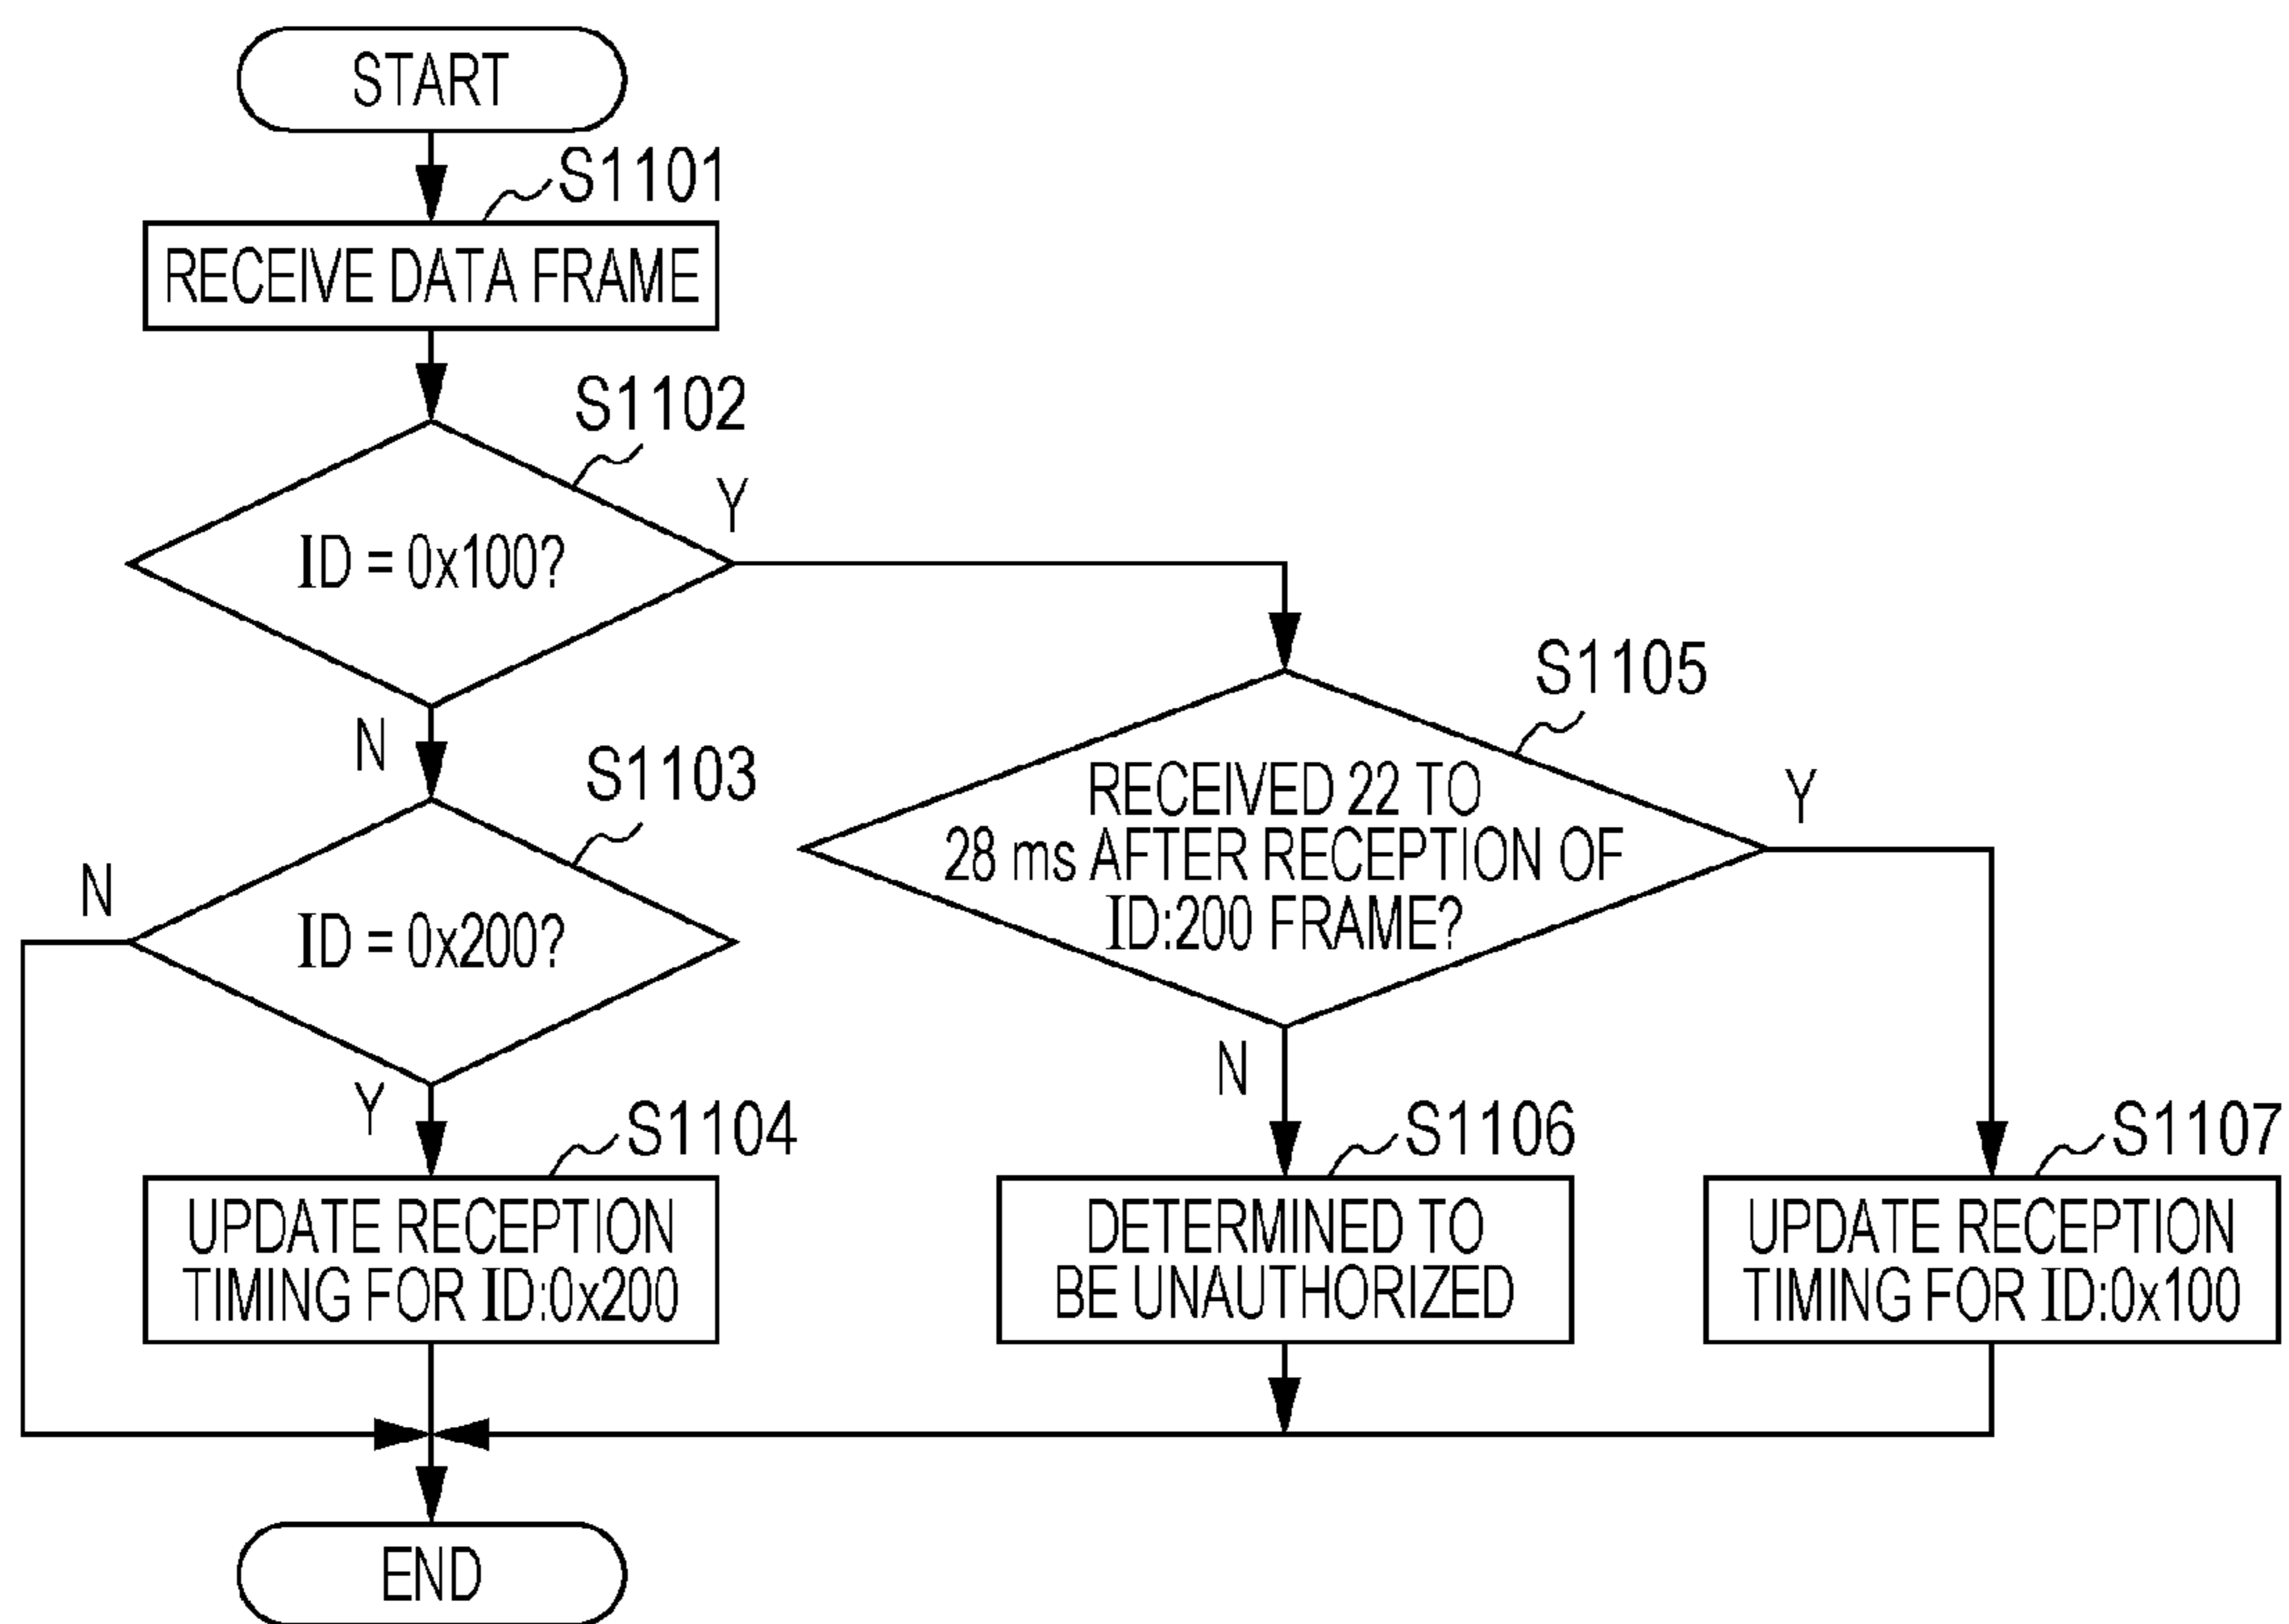 START
S1101
RECEIVE DATA FRAME
S1102
ID = 0x100?
Y
N
S1103
ID = 0x200?
N
Y
S1104
UPDATE RECEPTION
TIMING FOR ID:0x200
S1105
RECEIVED 22 TO
28 ms AFTER RECEPTION OF
ID:200 FRAME?
Y
N
S1106
DETERMINED TO
BE UNAUTHORIZED
S1107
UPDATE RECEPTION
TIMING FOR ID:0x100
END